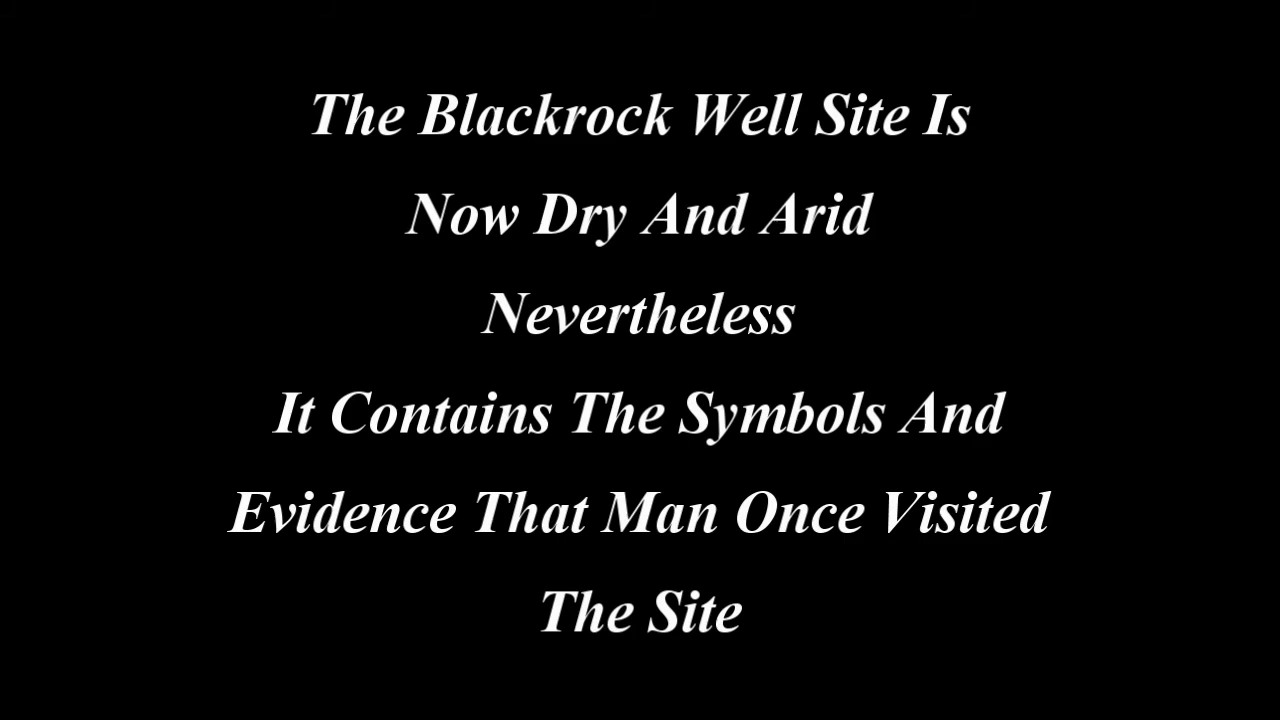 The Blackrock Well Site Is
Now Dry And Arid
Nevertheless
It Contains The Symbols And
Evidence That Man Once Visited
The Site